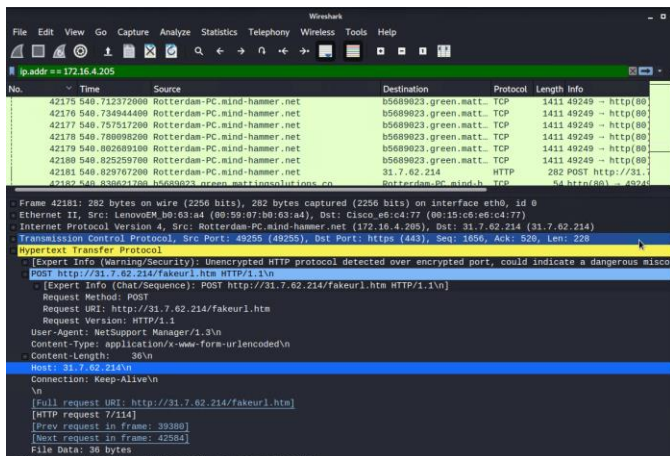 Wireshark
File Edit View Go Capture Analyze Statistics Telephony Wireless Tools Help
ip.addr == 172.16.4.205
No. Time Source Destination Protocol Length Info
42175 540.712372000 Rotterdam-PC.mind-hammer.net b5689023.green.matt… TCP 1411 49249 → http(80)
42176 540.734944000 Rotterdam-PC.mind-hammer.net b5689023.green.matt… TCP 1411 49249 → http(80)
42177 540.757517000 Rotterdam-PC.mind-hammer.net b5689023.green.matt… TCP 1411 49249 → http(80)
42178 540.780098000 Rotterdam-PC.mind-hammer.net b5689023.green.matt… TCP 1411 49249 → http(80)
42179 540.802689100 Rotterdam-PC.mind-hammer.net b5689023.green.matt… TCP 1411 49249 → http(80)
42180 540.825259700 Rotterdam-PC.mind-hammer.net b5689023.green.matt… TCP 1411 49249 → http(80)
42181 540.829767200 Rotterdam-PC.mind-hammer.net 31.7.62.214 HTTP 282 POST http://31.7
42182 540.830621700 b5689023.green.mattingsolutions.co Rotterdam-PC.mind-h… TCP 54 http(80) → 49249
Frame 42181: 282 bytes on wire (2256 bits), 282 bytes captured (2256 bits) on interface eth0, id 0
Ethernet II, Src: LenovoEM_b0:63:a4 (00:59:07:b0:63:a4), Dst: Cisco_e6:c4:77 (00:15:c6:e6:c4:77)
Internet Protocol Version 4, Src: Rotterdam-PC.mind-hammer.net (172.16.4.205), Dst: 31.7.62.214 (31.7.62.214)
Transmission Control Protocol, Src Port: 49255 (49255), Dst Port: https (443), Seq: 1656, Ack: 520, Len: 228
Hypertext Transfer Protocol
[Expert Info (Warning/Security): Unencrypted HTTP protocol detected over encrypted port, could indicate a dangerous misco
POST http://31.7.62.214/fakeurl.htm HTTP/1.1\n
[Expert Info (Chat/Sequence): POST http://31.7.62.214/fakeurl.htm HTTP/1.1\n]
Request Method: POST
Request URI: http://31.7.62.214/fakeurl.htm
Request Version: HTTP/1.1
User-Agent: NetSupport Manager/1.3\n
Content-Type: application/x-www-form-urlencoded\n
Content-Length: 36\n
Host: 31.7.62.214\n
Connection: Keep-Alive\n
\n
[Full request URI: http://31.7.62.214/fakeurl.htm]
[HTTP request 7/114]
[Prev request in frame: 39380]
[Next request in frame: 42584]
File Data: 36 bytes